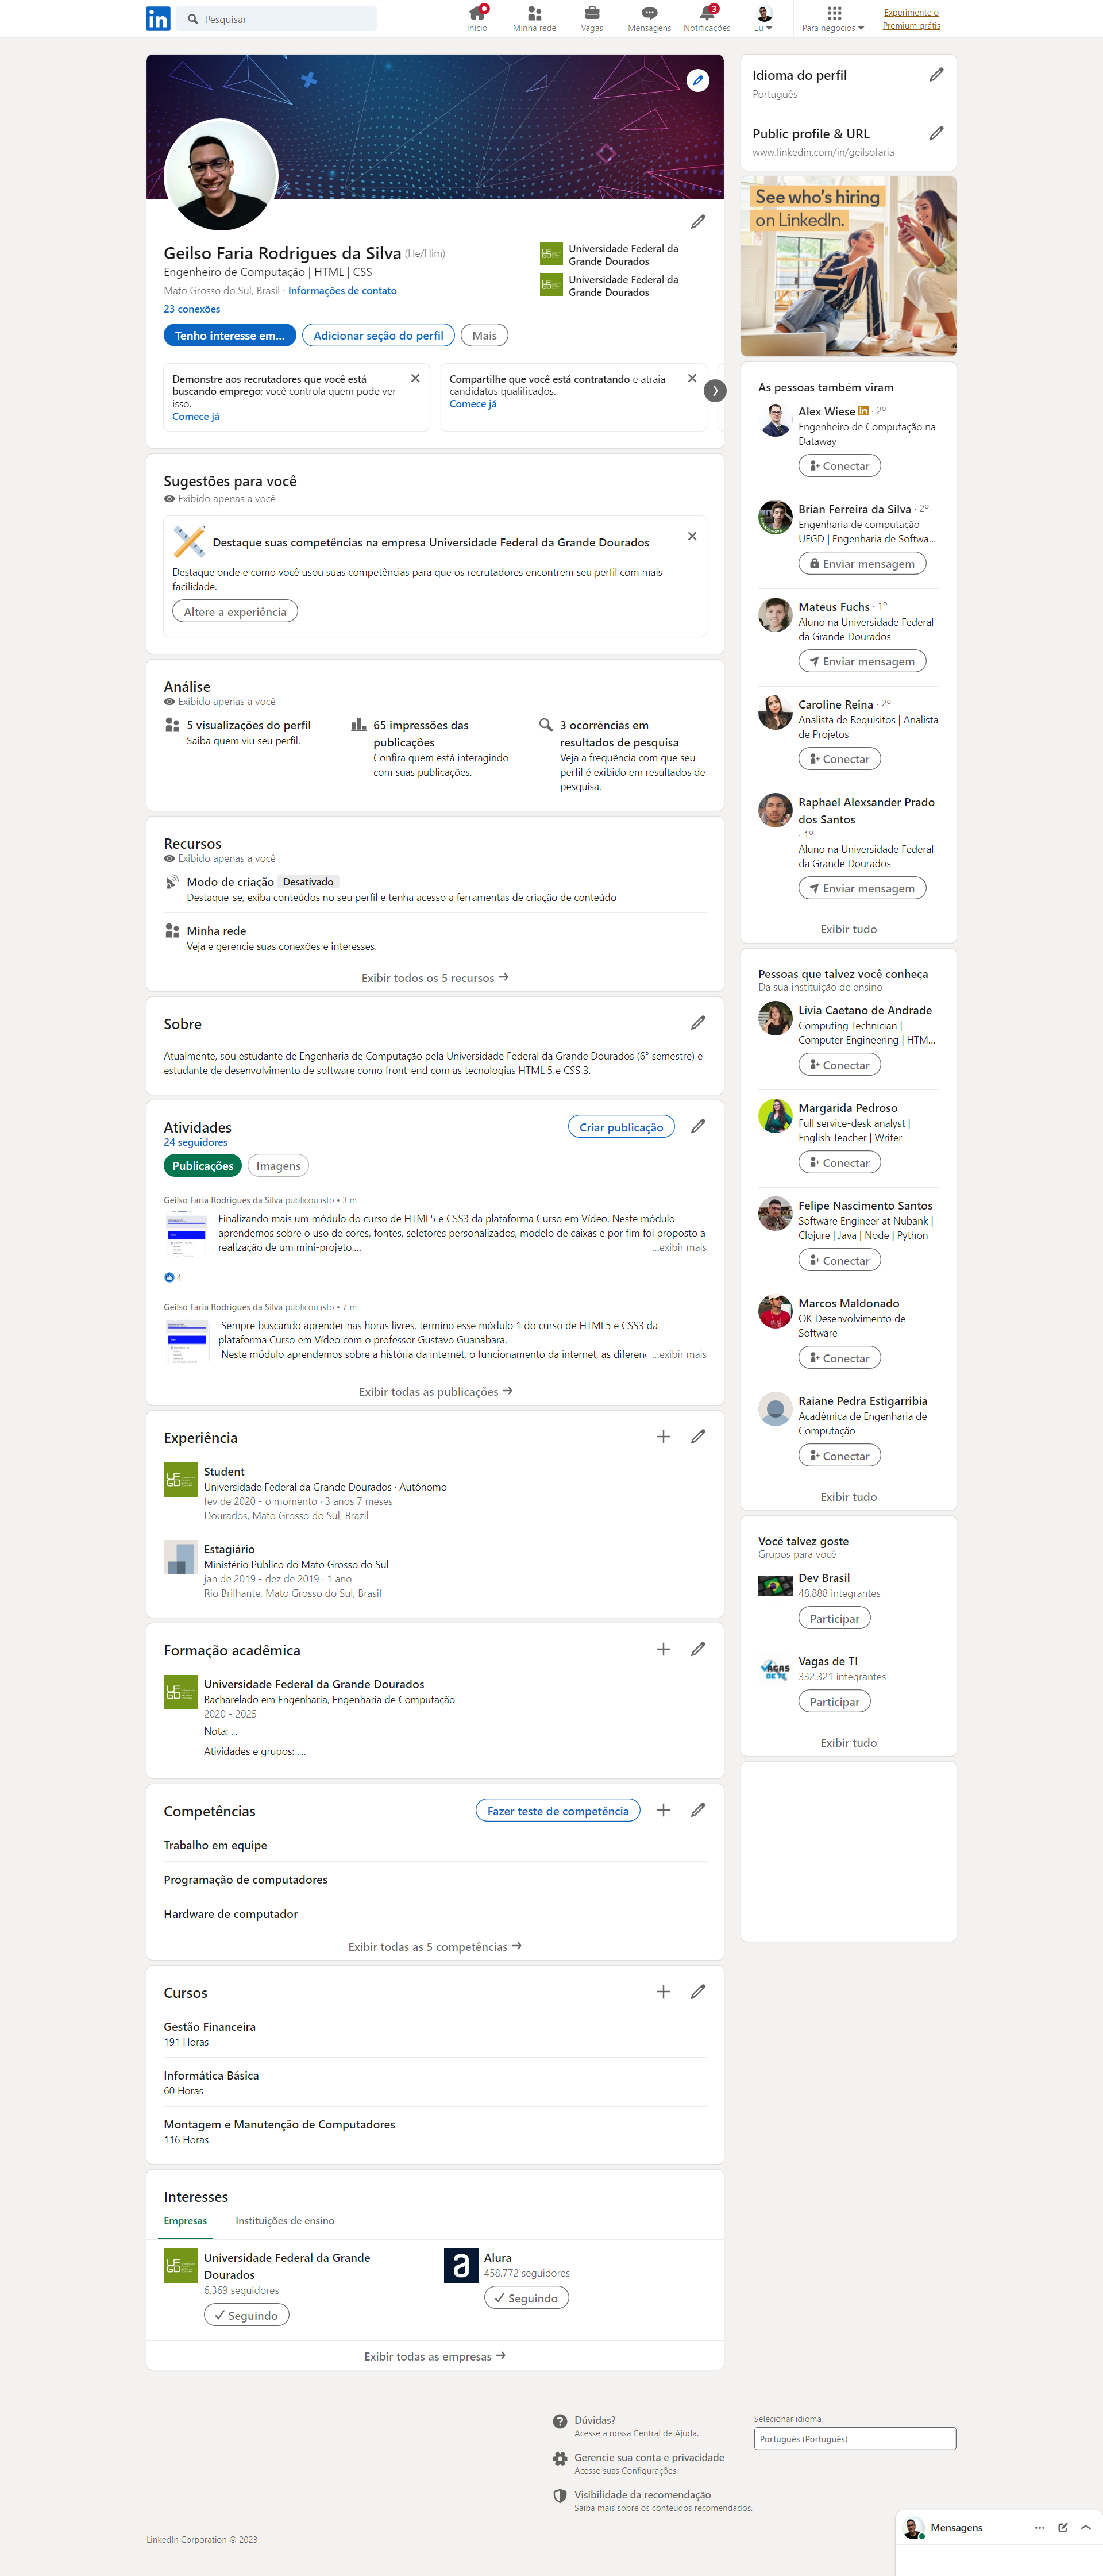 in
Pesquisar
Início
Minha rede
Vagas
Mensagens
3
Notificações
Eu
Para negócios
Experimente o
Premium grátis
Geilso Faria Rodrigues da Silva (He/Him)
Engenheiro de Computação | HTML | CSS
Mato Grosso do Sul, Brasil · Informações de contato
23 conexões
Universidade Federal da
Grande Dourados
Universidade Federal da
Grande Dourados
Tenho interesse em...
Adicionar seção do perfil
Mais
Demonstre aos recrutadores que você está
buscando emprego; você controla quem pode ver
isso.
Comece já
Compartilhe que você está contratando e atraia
candidatos qualificados.
Comece já
Sugestões para você
Exibido apenas a você
Destaque suas competências na empresa Universidade Federal da Grande Dourados
Destaque onde e como você usou suas competências para que os recrutadores encontrem seu perfil com mais
facilidade.
Altere a experiência
Análise
Exibido apenas a você
5 visualizações do perfil
Saiba quem viu seu perfil.
65 impressões das
publicações
Confira quem está interagindo
com suas publicações.
3 ocorrências em
resultados de pesquisa
Veja a frequência com que seu
perfil é exibido em resultados de
pesquisa.
Recursos
Exibido apenas a você
Modo de criação Desativado
Destaque-se, exiba conteúdos no seu perfil e tenha acesso a ferramentas de criação de conteúdo
Minha rede
Veja e gerencie suas conexões e interesses.
Exibir todos os 5 recursos
Sobre
Atualmente, sou estudante de Engenharia de Computação pela Universidade Federal da Grande Dourados (6° semestre) e
estudante de desenvolvimento de software como front-end com as tecnologias HTML 5 e CSS 3.
Atividades
24 seguidores
Criar publicação
Publicações
Imagens
Geilso Faria Rodrigues da Silva publicou isto • 3 m
Finalizando mais um módulo do curso de HTML5 e CSS3 da plataforma Curso em Vídeo. Neste módulo
aprendemos sobre o uso de cores, fontes, seletores personalizados, modelo de caixas e por fim foi proposto a
realização de um mini-projeto....
...exibir mais
4
Geilso Faria Rodrigues da Silva publicou isto • 7 m
Sempre buscando aprender nas horas livres, termino esse módulo 1 do curso de HTML5 e CSS3 da
plataforma Curso em Vídeo com o professor Gustavo Guanabara.
Neste módulo aprendemos sobre a história da internet, o funcionamento da internet, as diferen
...exibir mais
Exibir todas as publicações
Experiência
Student
Universidade Federal da Grande Dourados · Autônomo
fev de 2020 - o momento · 3 anos 7 meses
Dourados, Mato Grosso do Sul, Brazil
Estagiário
Ministério Público do Mato Grosso do Sul
jan de 2019 - dez de 2019 · 1 ano
Rio Brilhante, Mato Grosso do Sul, Brasil
Formação acadêmica
Universidade Federal da Grande Dourados
Bacharelado em Engenharia, Engenharia de Computação
2020 - 2025
Nota: ...
Atividades e grupos: ....
Competências
Fazer teste de competência
Trabalho em equipe
Programação de computadores
Hardware de computador
Exibir todas as 5 competências
Cursos
Gestão Financeira
191 Horas
Informática Básica
60 Horas
Montagem e Manutenção de Computadores
116 Horas
Interesses
Empresas
Instituições de ensino
Universidade Federal da Grande
Dourados
6.369 seguidores
Seguindo
a
Alura
458.772 seguidores
Seguindo
Exibir todas as empresas
Idioma do perfil
Português
Public profile & URL
www.linkedin.com/in/geilsofaria
See who's hiring
on LinkedIn.
As pessoas também viram
Alex Wiese in · 2º
Engenheiro de Computação na
Dataway
Conectar
Brian Ferreira da Silva · 2º
Engenharia de computação
UFGD | Engenharia de Softwa...
Enviar mensagem
Mateus Fuchs · 1º
Aluno na Universidade Federal
da Grande Dourados
Enviar mensagem
Caroline Reina · 2º
Analista de Requisitos | Analista
de Projetos
Conectar
Raphael Alexsander Prado
dos Santos
· 1º
Aluno na Universidade Federal
da Grande Dourados
Enviar mensagem
Exibir tudo
Pessoas que talvez você conheça
Da sua instituição de ensino
Lívia Caetano de Andrade
Computing Technician |
Computer Engineering | HTM...
Conectar
Margarida Pedroso
Full service-desk analyst |
English Teacher | Writer
Conectar
Felipe Nascimento Santos
Software Engineer at Nubank |
Clojure | Java | Node | Python
Conectar
Marcos Maldonado
OK Desenvolvimento de
Software
Conectar
Raiane Pedra Estigarribia
Acadêmica de Engenharia de
Computação
Conectar
Exibir tudo
Você talvez goste
Grupos para você
Dev Brasil
48.888 integrantes
Participar
VAGAS
DE TI
Vagas de TI
332.321 integrantes
Participar
Exibir tudo
Dúvidas?
Acesse a nossa Central de Ajuda.
Gerencie sua conta e privacidade
Acesse suas Configurações.
Visibilidade da recomendação
Saiba mais sobre os conteúdos recomendados.
Selecionar idioma
Português (Português)
LinkedIn Corporation © 2023
Mensagens